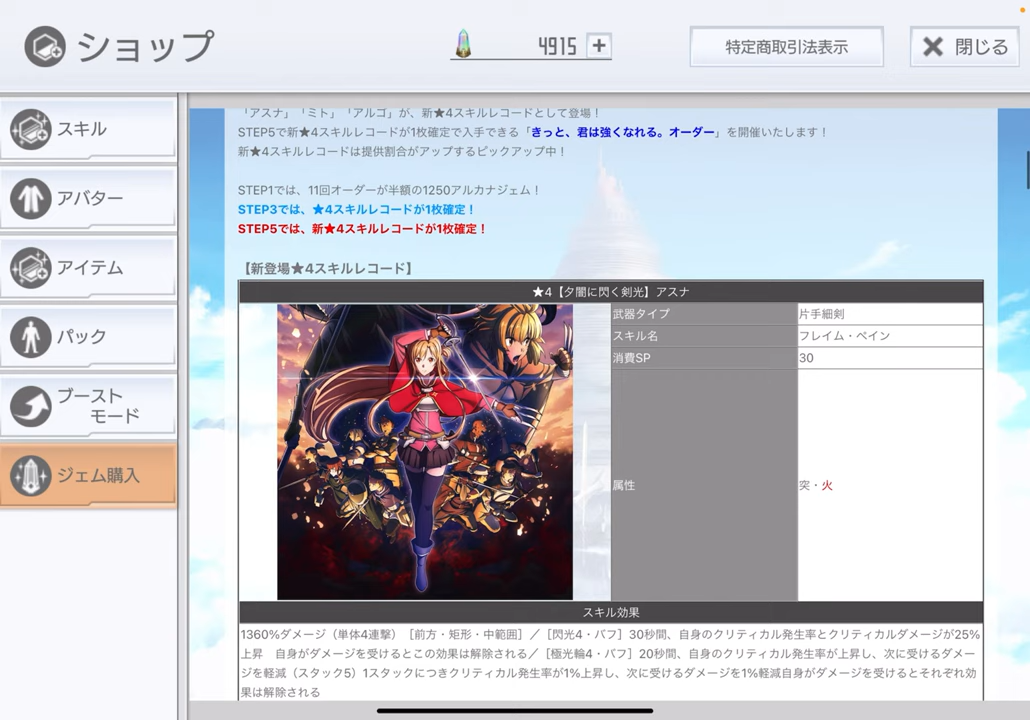 ショップ
4915
特定商取引法表示
閉じる
スキル
アバター
アイテム
パック
ブースト
モード
ジェム購入
「アスナ」「ミト」「アルゴ」が、新★4スキルレコードとして登場！
STEP5で新★4スキルレコードが1枚確定で入手できる「きっと、君は強くなれる。オーダー」を開催いたします！
新★4スキルレコードは提供割合がアップするピックアップ中！
STEP1では、11回オーダーが半額の1250アルカナジェム！
STEP3では、★4スキルレコードが1枚確定！
STEP5では、新★4スキルレコードが1枚確定！
【新登場★4スキルレコード】
★4【夕闇に閃く剣光】アスナ
武器タイプ 片手細剣
スキル名 フレイム・ペイン
消費SP 30
属性 突・火
スキル効果
1360%ダメージ（単体4連撃）［前方・矩形・中範囲］／［閃光4・バフ］30秒間、自身のクリティカル発生率とクリティカルダメージが25%
上昇　自身がダメージを受けるとこの効果は解除される／［極光輪4・バフ］20秒間、自身のクリティカル発生率が上昇し、次に受けるダメー
ジを軽減（スタック5）1スタックにつきクリティカル発生率が1%上昇し、次に受けるダメージを1%軽減自身がダメージを受けるとそれぞれ効
果は解除される